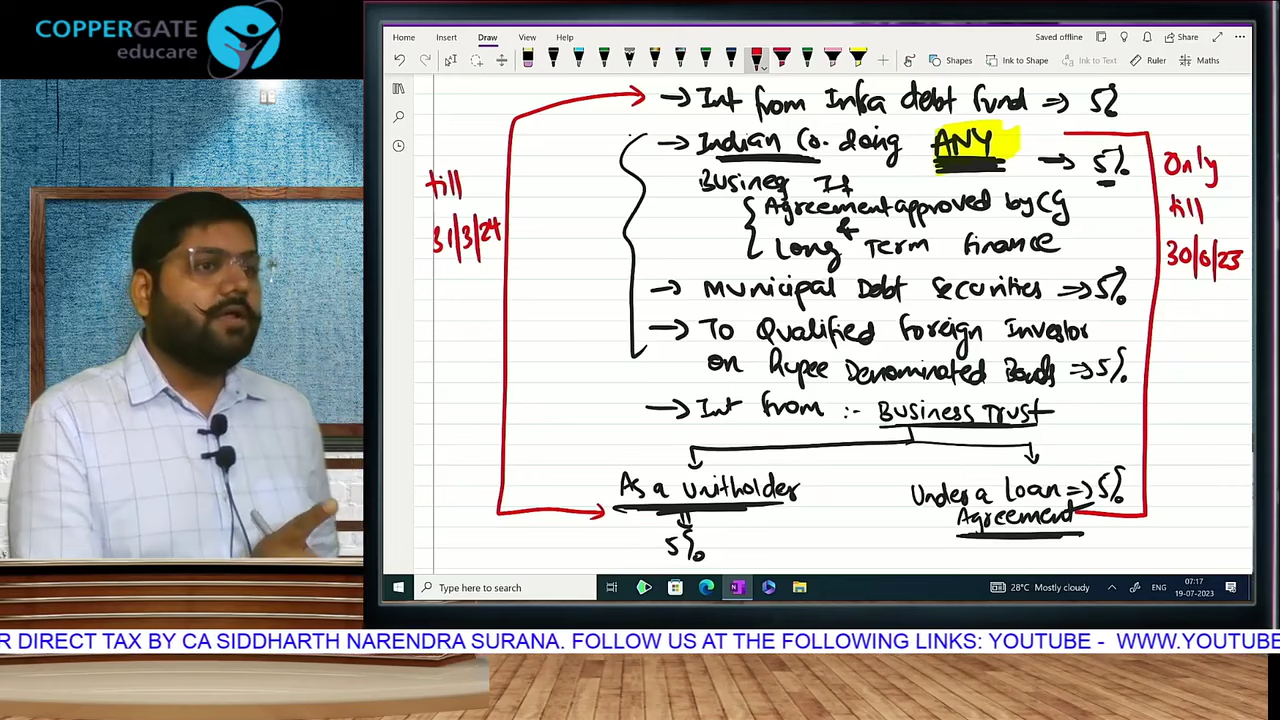 COPPERGATE
educare
Home Insert Draw View Help
Saved offline
Share
Shapes
Ink to Shape
Ink to Text
Ruler
Maths
→ Int from Infra debt fund ⇒ 5%
→ Indian Co. doing ANY → 5%
Business If
Agreement approved by CG
&
Long Term finance
→ Municipal Debt Securities ⇒ 5%
→ To Qualified Foreign Investor
on Rupee Denominated Bonds ⇒ 5%
→ Int from :- Business Trust
As a unitholder
5%
Under a loan ⇒ 5%
Agreement
till
31/3/24
Only
till
30/6/23
Type here to search
28°C Mostly cloudy
ENG
07:17
19-07-2023
R DIRECT TAX BY CA SIDDHARTH NARENDRA SURANA. FOLLOW US AT THE FOLLOWING LINKS: YOUTUBE - WWW.YOUTUBE